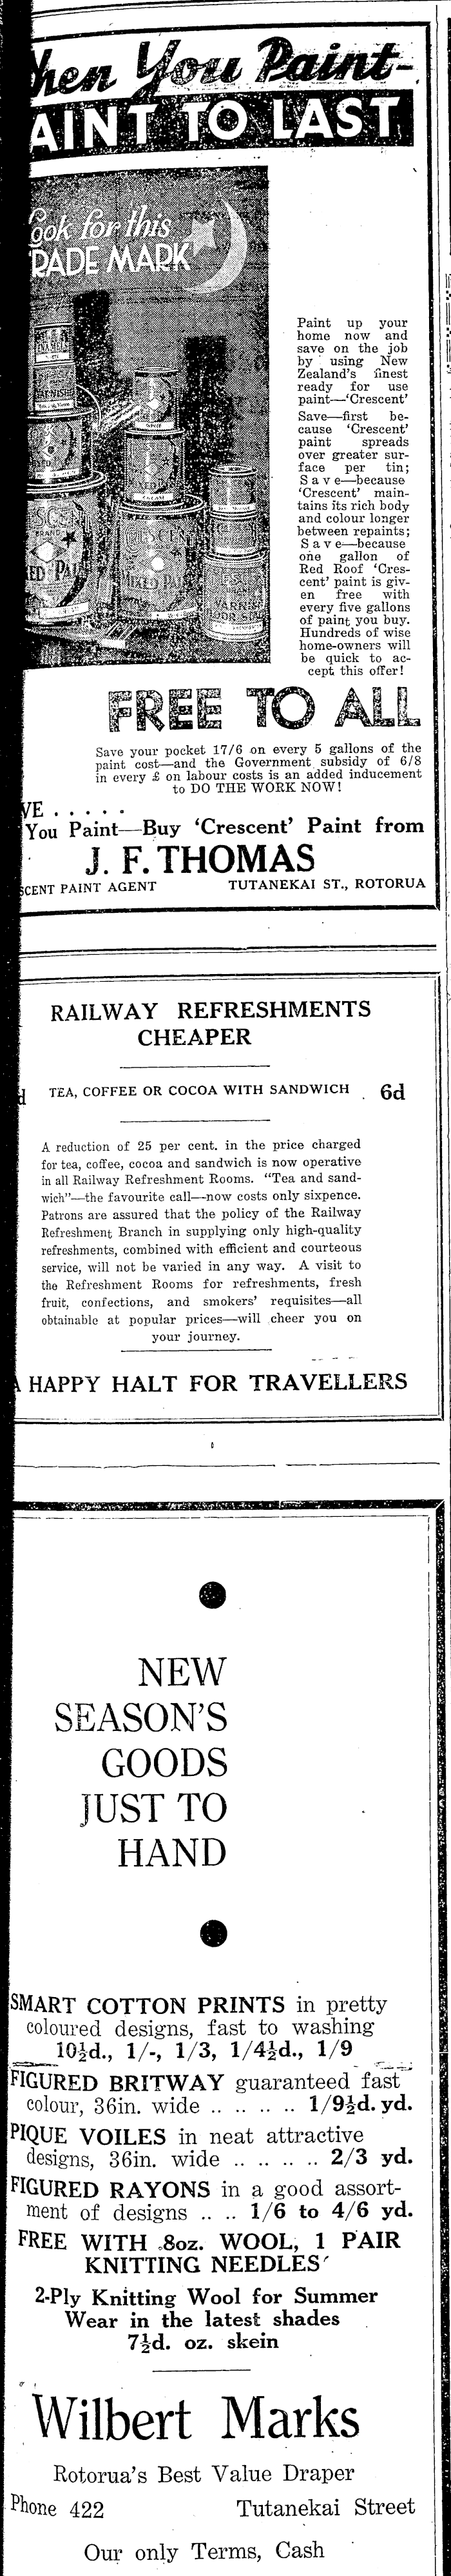 hen You Paint-
AINT TO LAST
Look for this
RADE MARK
Paint up your
home now and
save on the job
by using New
Zealand's finest
ready for use
paint—'Crescent'
Save—first be-
cause 'Crescent'
paint spreads
over greater sur-
face per tin;
Save—because
'Crescent' main-
tains its rich body
and colour longer
between repaints;
Save—because
one gallon of
Red Roof 'Cres-
cent' paint is giv-
en free with
every five gallons
of paint you buy.
Hundreds of wise
home-owners will
be quick to ac-
cept this offer!
FREE TO ALL
Save your pocket 17/6 on every 5 gallons of the
paint cost—and the Government subsidy of 6/8
in every £ on labour costs is an added inducement
to DO THE WORK NOW!
VE . . . . .
You Paint—Buy 'Crescent' Paint from
J. F. THOMAS
SCENT PAINT AGENT TUTANEKAI ST., ROTORUA
RAILWAY REFRESHMENTS
CHEAPER
d TEA, COFFEE OR COCOA WITH SANDWICH 6d
A reduction of 25 per cent. in the price charged
for tea, coffee, cocoa and sandwich is now operative
in all Railway Refreshment Rooms. "Tea and sand-
wich"—the favourite call—now costs only sixpence.
Patrons are assured that the policy of the Railway
Refreshment Branch in supplying only high-quality
refreshments, combined with efficient and courteous
service, will not be varied in any way. A visit to
the Refreshment Rooms for refreshments, fresh
fruit, confections, and smokers' requisites—all
obtainable at popular prices—will cheer you on
your journey.
A HAPPY HALT FOR TRAVELLERS
NEW
SEASON'S
GOODS
JUST TO
HAND
SMART COTTON PRINTS in pretty
coloured designs, fast to washing
10½d., 1/-, 1/3, 1/4½d., 1/9
FIGURED BRITWAY guaranteed fast
colour, 36in. wide .. .. .. .. 1/9½d. yd.
PIQUE VOILES in neat attractive
designs, 36in. wide .. .. .. .. 2/3 yd.
FIGURED RAYONS in a good assort-
ment of designs .. .. 1/6 to 4/6 yd.
FREE WITH 8oz. WOOL, 1 PAIR
KNITTING NEEDLES
2-Ply Knitting Wool for Summer
Wear in the latest shades
7½d. oz. skein
Wilbert Marks
Rotorua's Best Value Draper
Phone 422 Tutanekai Street
Our only Terms, Cash